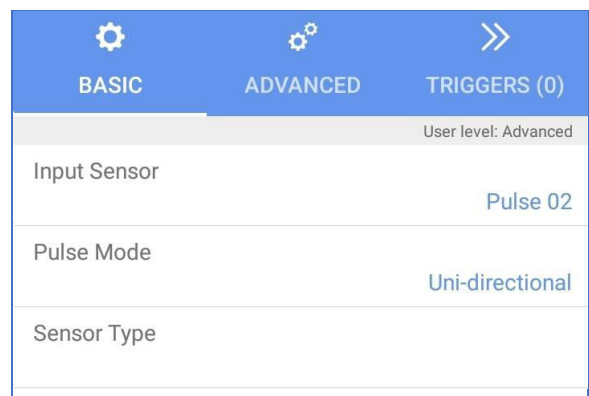 BASIC
ADVANCED
TRIGGERS (0)
User level: Advanced
Input Sensor
Pulse 02
Pulse Mode
Uni-directional
Sensor Type